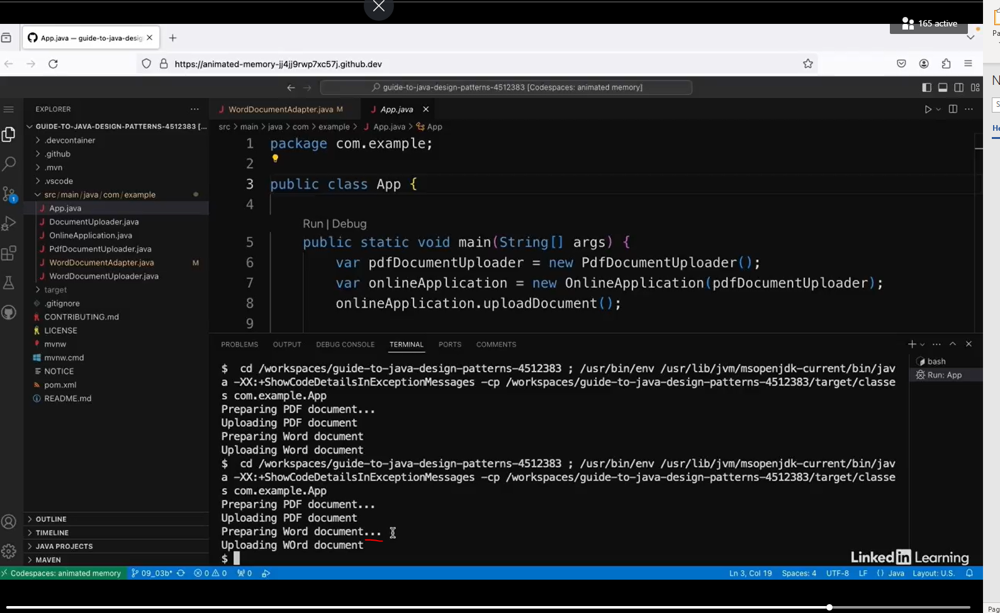 165 active
App.java — guide-to-java-desig
https://animated-memory-jj4jj9rwp7xc57j.github.dev
guide-to-java-design-patterns-4512383 [Codespaces: animated memory]
EXPLORER
GUIDE-TO-JAVA-DESIGN-PATTERNS-4512383 [...
.devcontainer
.github
.mvn
.vscode
src/main/java/com/example
App.java
DocumentUploader.java
OnlineApplication.java
PdfDocumentUploader.java
WordDocumentAdapter.java M
WordDocumentUploader.java
target
.gitignore
CONTRIBUTING.md
LICENSE
mvnw
mvnw.cmd
NOTICE
pom.xml
README.md
OUTLINE
TIMELINE
JAVA PROJECTS
MAVEN
1
WordDocumentAdapter.java M
App.java
src > main > java > com > example > App.java > App
1 package com.example;
2
3 public class App {
4
Run | Debug
5 public static void main(String[] args) {
6 var pdfDocumentUploader = new PdfDocumentUploader();
7 var onlineApplication = new OnlineApplication(pdfDocumentUploader);
8 onlineApplication.uploadDocument();
9
PROBLEMS OUTPUT DEBUG CONSOLE TERMINAL PORTS COMMENTS
$ cd /workspaces/guide-to-java-design-patterns-4512383 ; /usr/bin/env /usr/lib/jvm/msopenjdk-current/bin/jav
a -XX:+ShowCodeDetailsInExceptionMessages -cp /workspaces/guide-to-java-design-patterns-4512383/target/classe
s com.example.App
Preparing PDF document...
Uploading PDF document
Preparing Word document
Uploading Word document
$ cd /workspaces/guide-to-java-design-patterns-4512383 ; /usr/bin/env /usr/lib/jvm/msopenjdk-current/bin/jav
a -XX:+ShowCodeDetailsInExceptionMessages -cp /workspaces/guide-to-java-design-patterns-4512383/target/classe
s com.example.App
Preparing PDF document...
Uploading PDF document
Preparing Word document...
Uploading WOrd document
$
bash
Run: App
LinkedIn Learning
Codespaces: animated memory 09_03b* 0 0 0 Ln 3, Col 19 Spaces: 4 UTF-8 LF {} Java Layout: U.S.
Pa
N
S
He
Pag